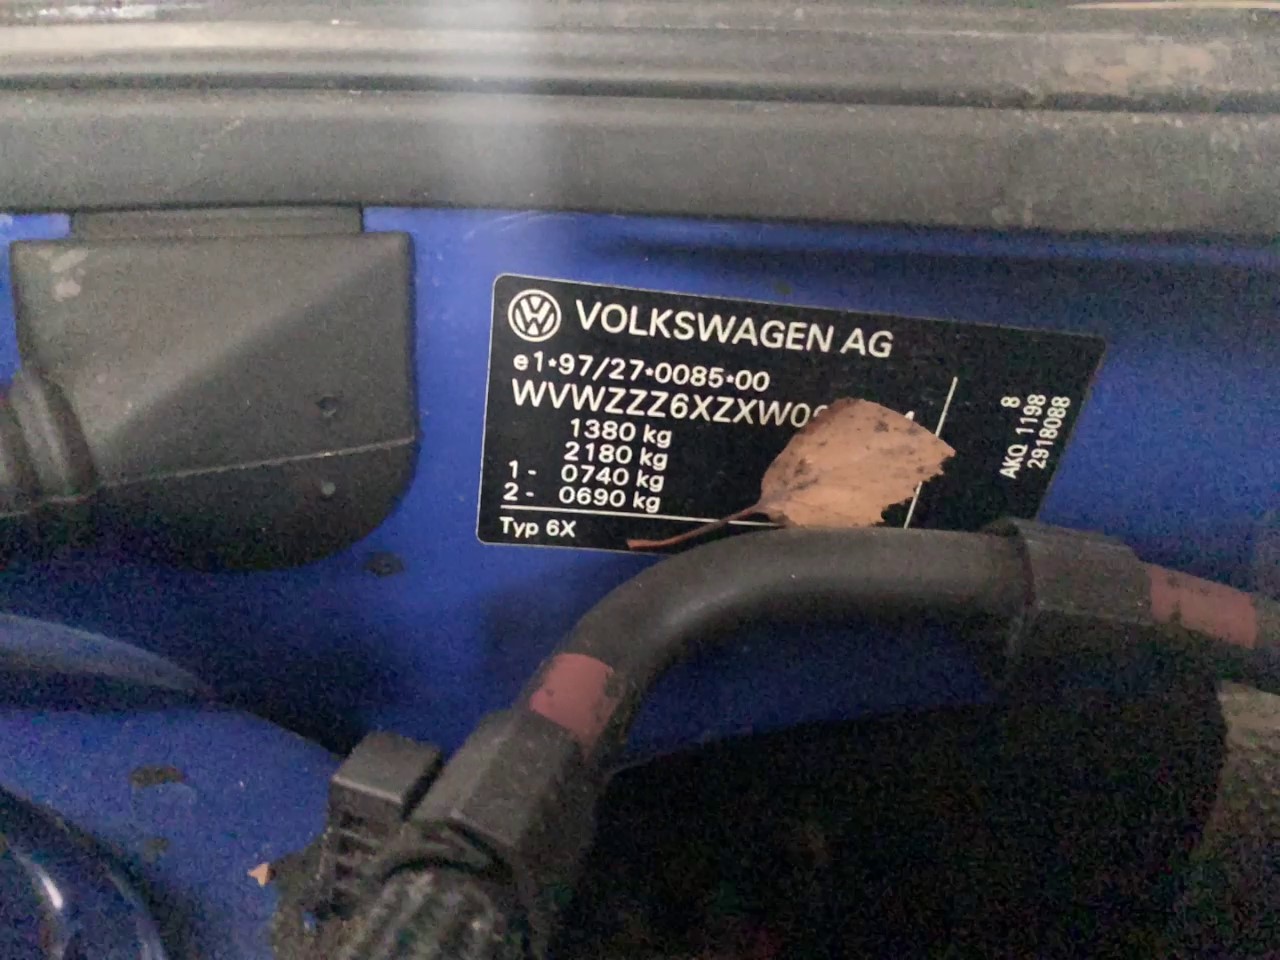 VOLKSWAGEN AG
e1*97/27*0085*00
1380 kg
2180 kg
1 - 0740 kg
2 - 0690 kg
Typ 6X
8
AKQ 1198
2918088